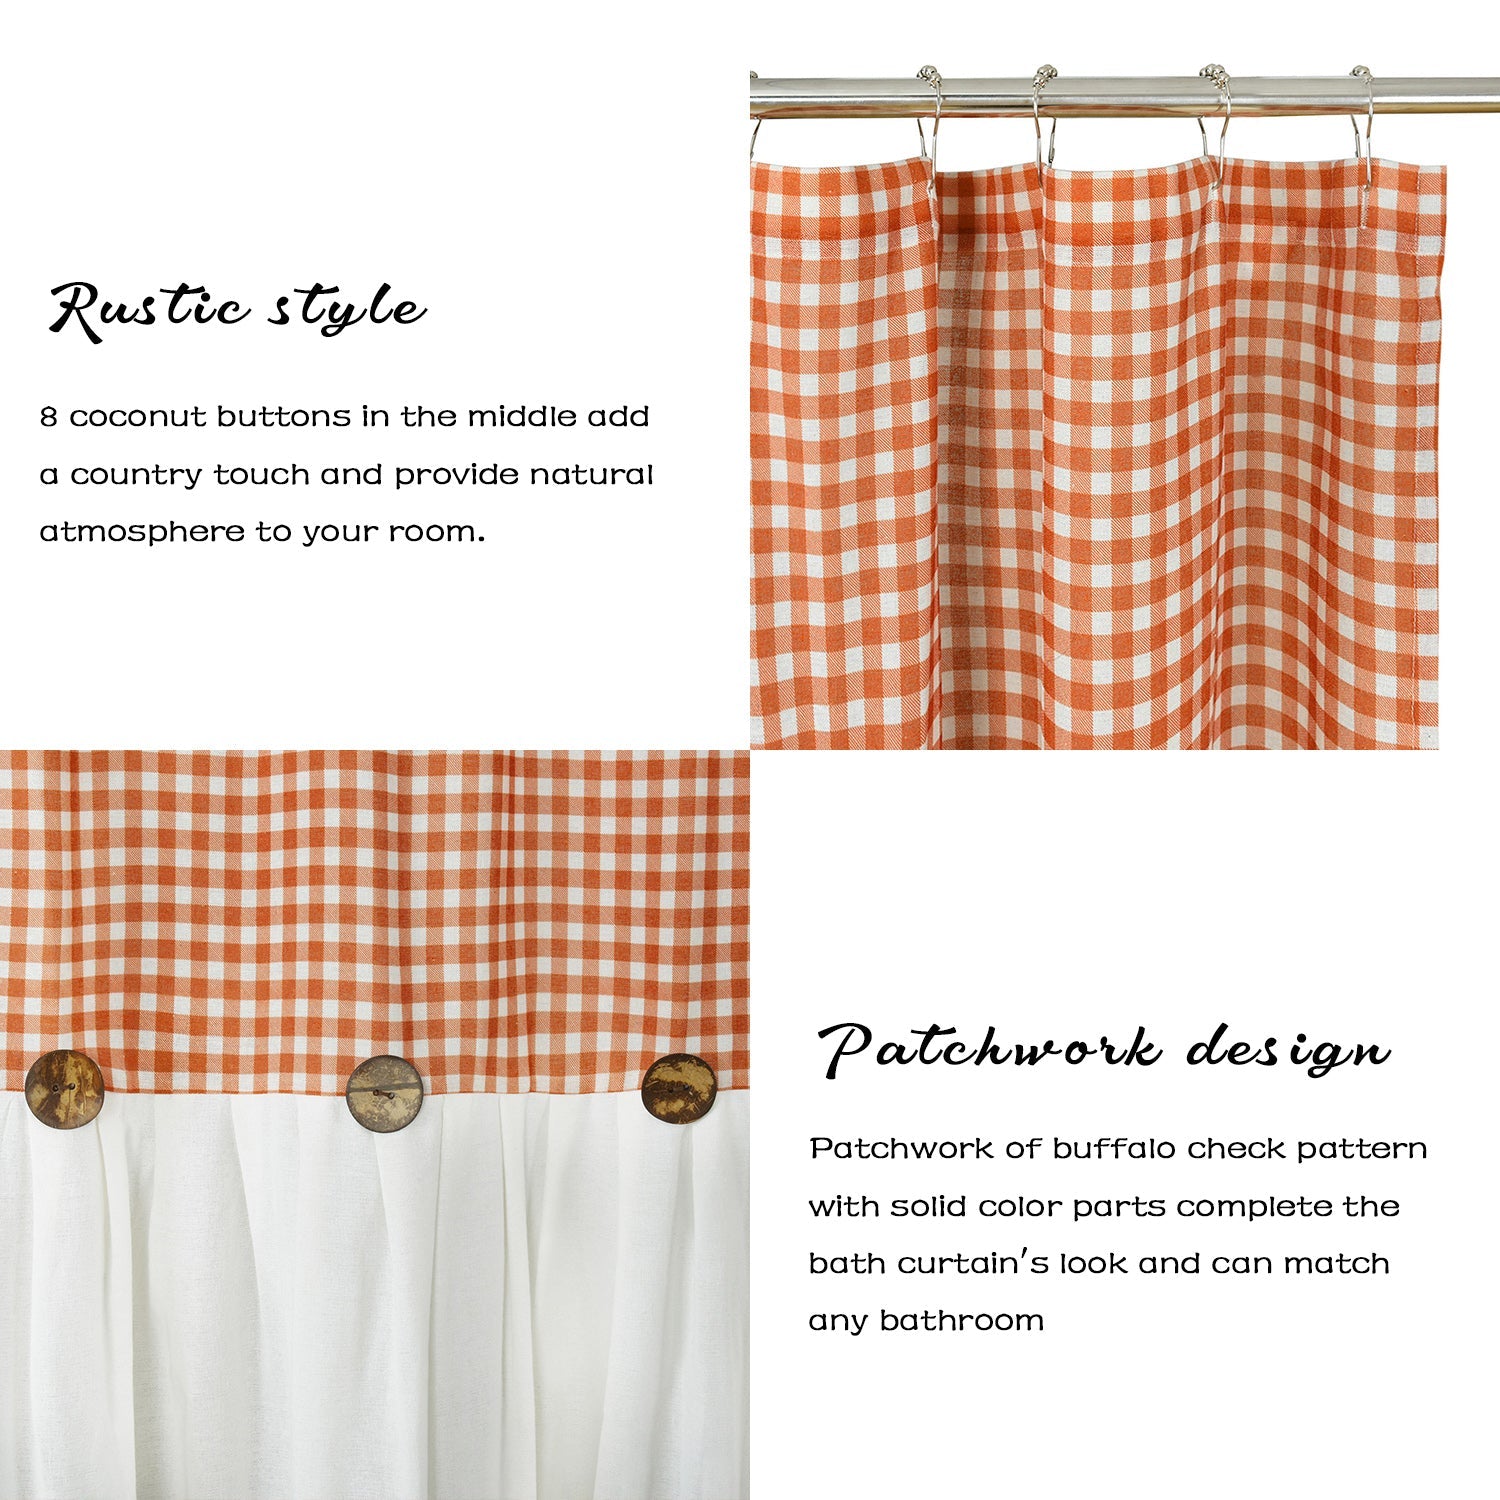 Rustic style
8 coconut buttons in the middle add
a country touch and provide natural
atmosphere to your room.
Patchwork design
Patchwork of buffalo check pattern
with solid color parts complete the
bath curtain's look and can match
any bathroom